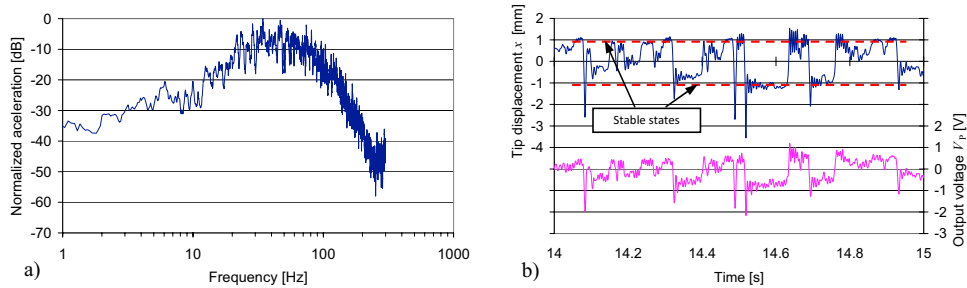 0
-10
-20
-30
-40
-50
-60
-70
Normalized aceleration [dB]
1 10 100 1000
Frequency [Hz]
a)
2
1
0
-1
-2
-3
-4
Tip displacement x [mm]
Stable states
2
1
0
-1
-2
-3
Output voltage VP [V]
14 14.2 14.4 14.6 14.8 15
Time [s]
b)